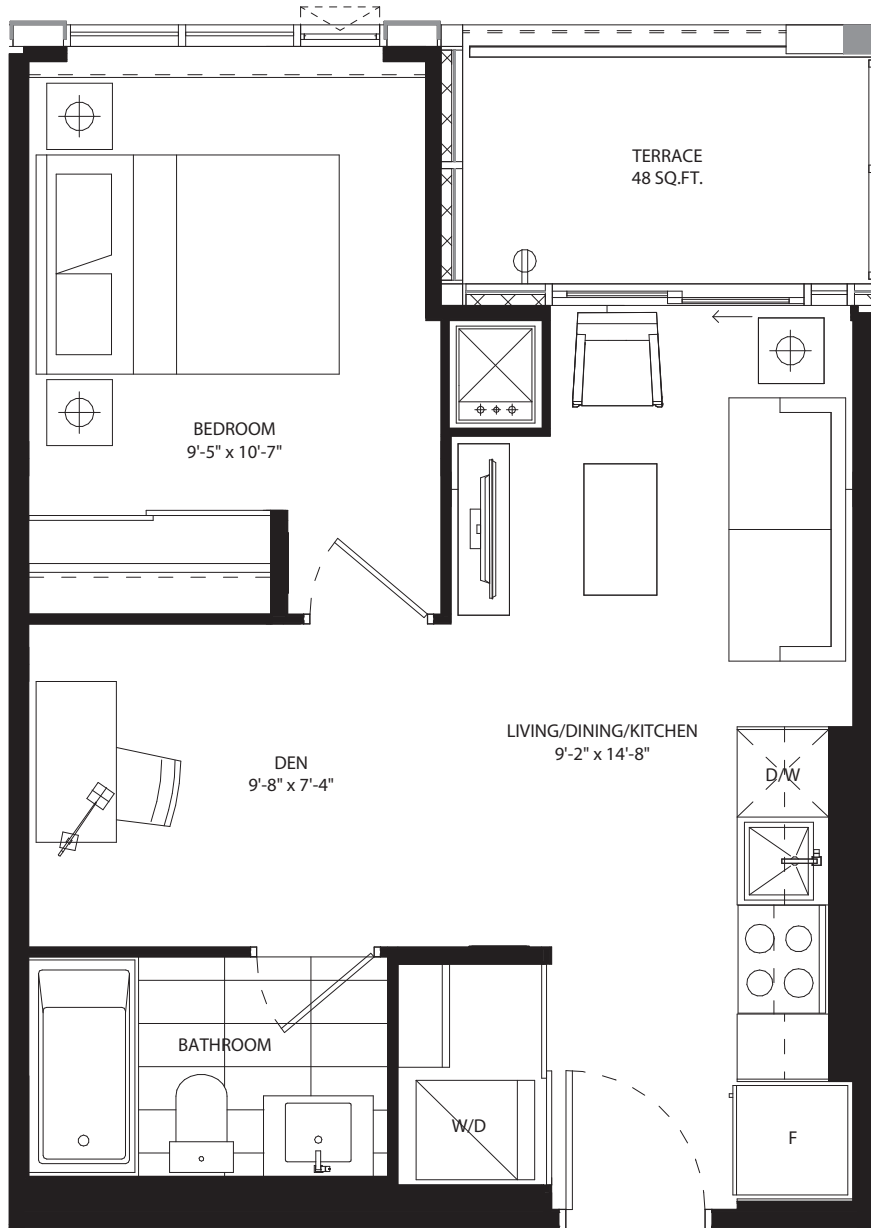 TERRACE
48 SQ.FT.
BEDROOM
9'-5" x 10'-7"
LIVING/DINING/KITCHEN
9'-2" x 14'-8"
DEN
9'-8" x 7'-4"
D/W
BATHROOM
W/D
F